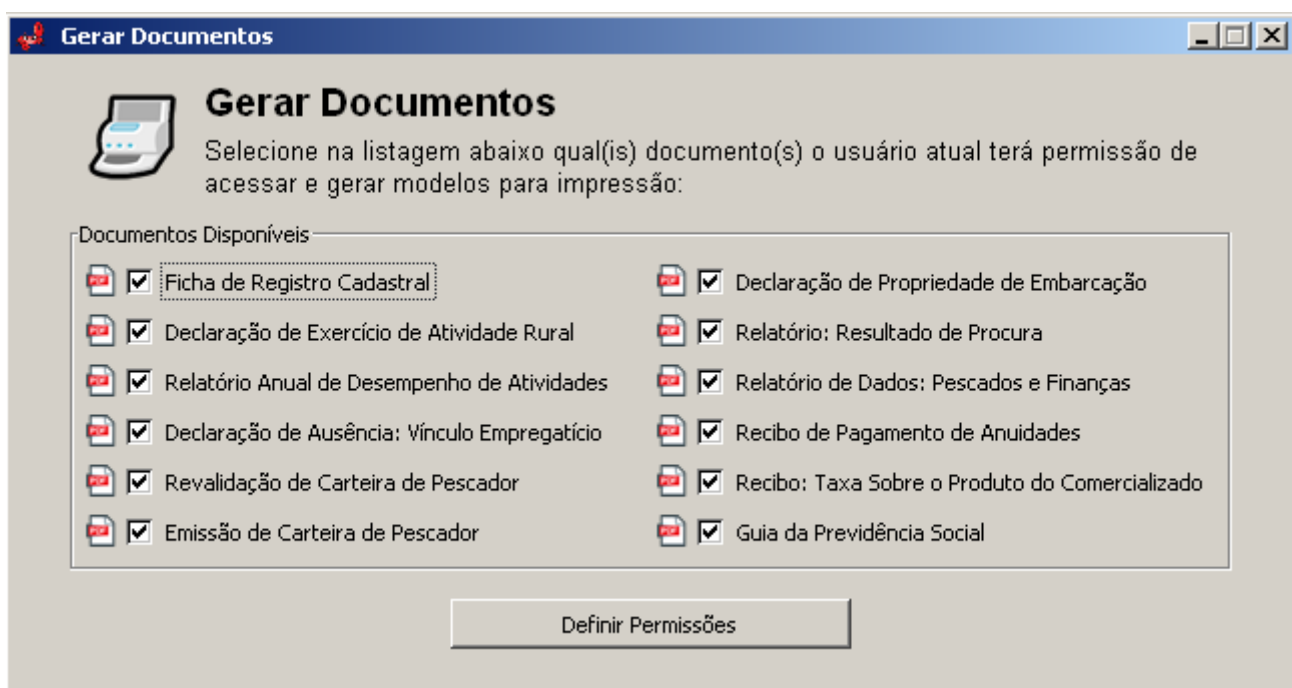 Gerar Documentos
Gerar Documentos
Selecione na listagem abaixo qual(is) documento(s) o usuário atual terá permissão de
acessar e gerar modelos para impressão:
Documentos Disponíveis
Ficha de Registro Cadastral
Declaração de Exercício de Atividade Rural
Relatório Anual de Desempenho de Atividades
Declaração de Ausência: Vínculo Empregatício
Revalidação de Carteira de Pescador
Emissão de Carteira de Pescador
Declaração de Propriedade de Embarcação
Relatório: Resultado de Procura
Relatório de Dados: Pescados e Finanças
Recibo de Pagamento de Anuidades
Recibo: Taxa Sobre o Produto do Comercializado
Guia da Previdência Social
Definir Permissões